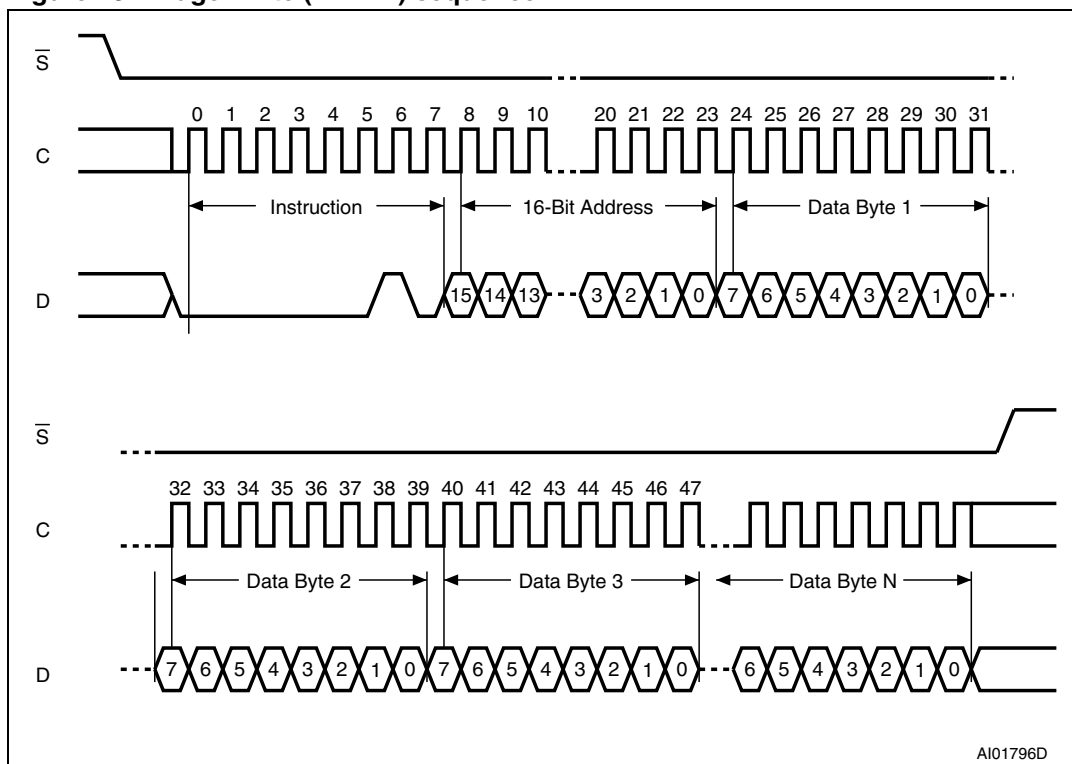 S
0 1 2 3 4 5 6 7 8 9 10 20 21 22 23 24 25 26 27 28 29 30 31
C
Instruction 16-Bit Address Data Byte 1
D
15 14 13 3 2 1 0 7 6 5 4 3 2 1 0
S
32 33 34 35 36 37 38 39 40 41 42 43 44 45 46 47
C
Data Byte 2 Data Byte 3 Data Byte N
D
7 6 5 4 3 2 1 0 7 6 5 4 3 2 1 0 6 5 4 3 2 1 0
AI01796D